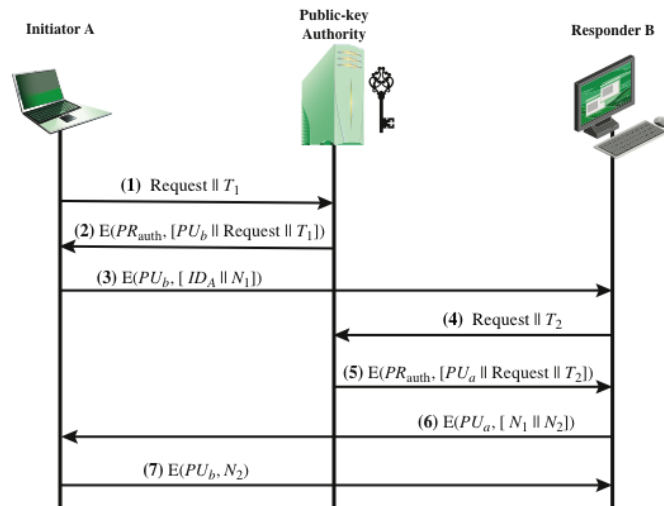 Initiator A
Public-key
Authority
Responder B
(1) Request || T1
(2) E(PRauth, [PUb || Request || T1])
(3) E(PUb, [ IDA || N1])
(4) Request || T2
(5) E(PRauth, [PUa || Request || T2])
(6) E(PUa, [ N1 || N2])
(7) E(PUb, N2)